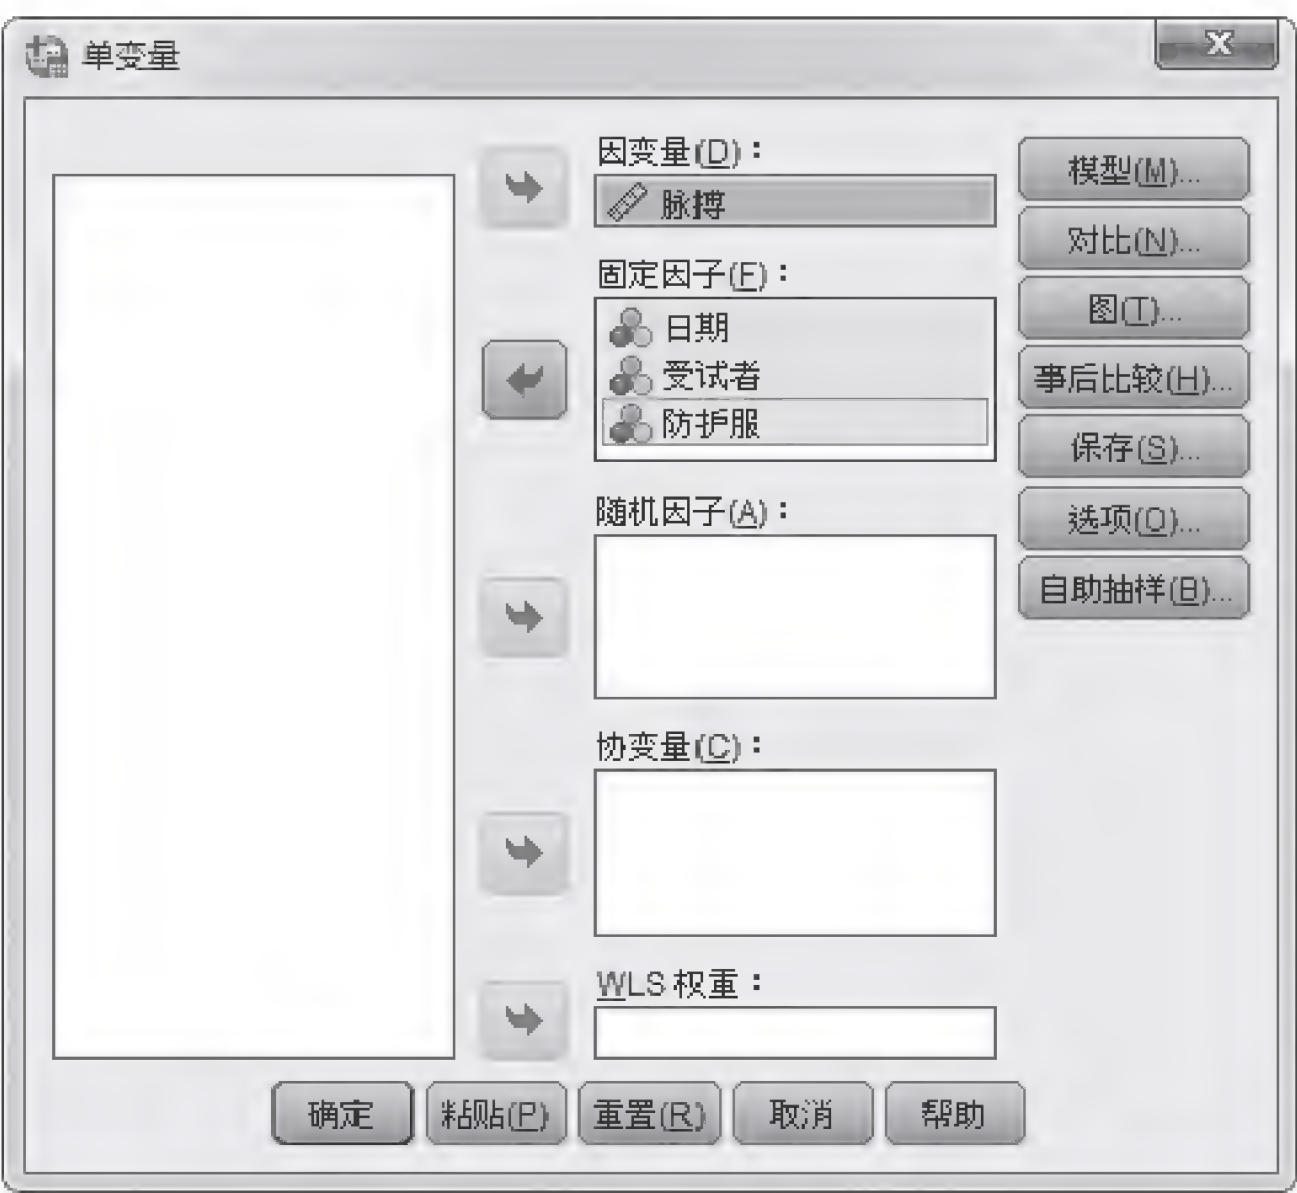 单变量
因变量(D)：
脉搏
固定因子(F)：
日期
受试者
防护服
随机因子(A)：
协变量(C)：
WLS 权重：
模型(M)...
对比(N)...
图(T)...
事后比较(H)...
保存(S)...
选项(O)...
自助抽样(B)...
确定
粘贴(P)
重置(R)
取消
帮助